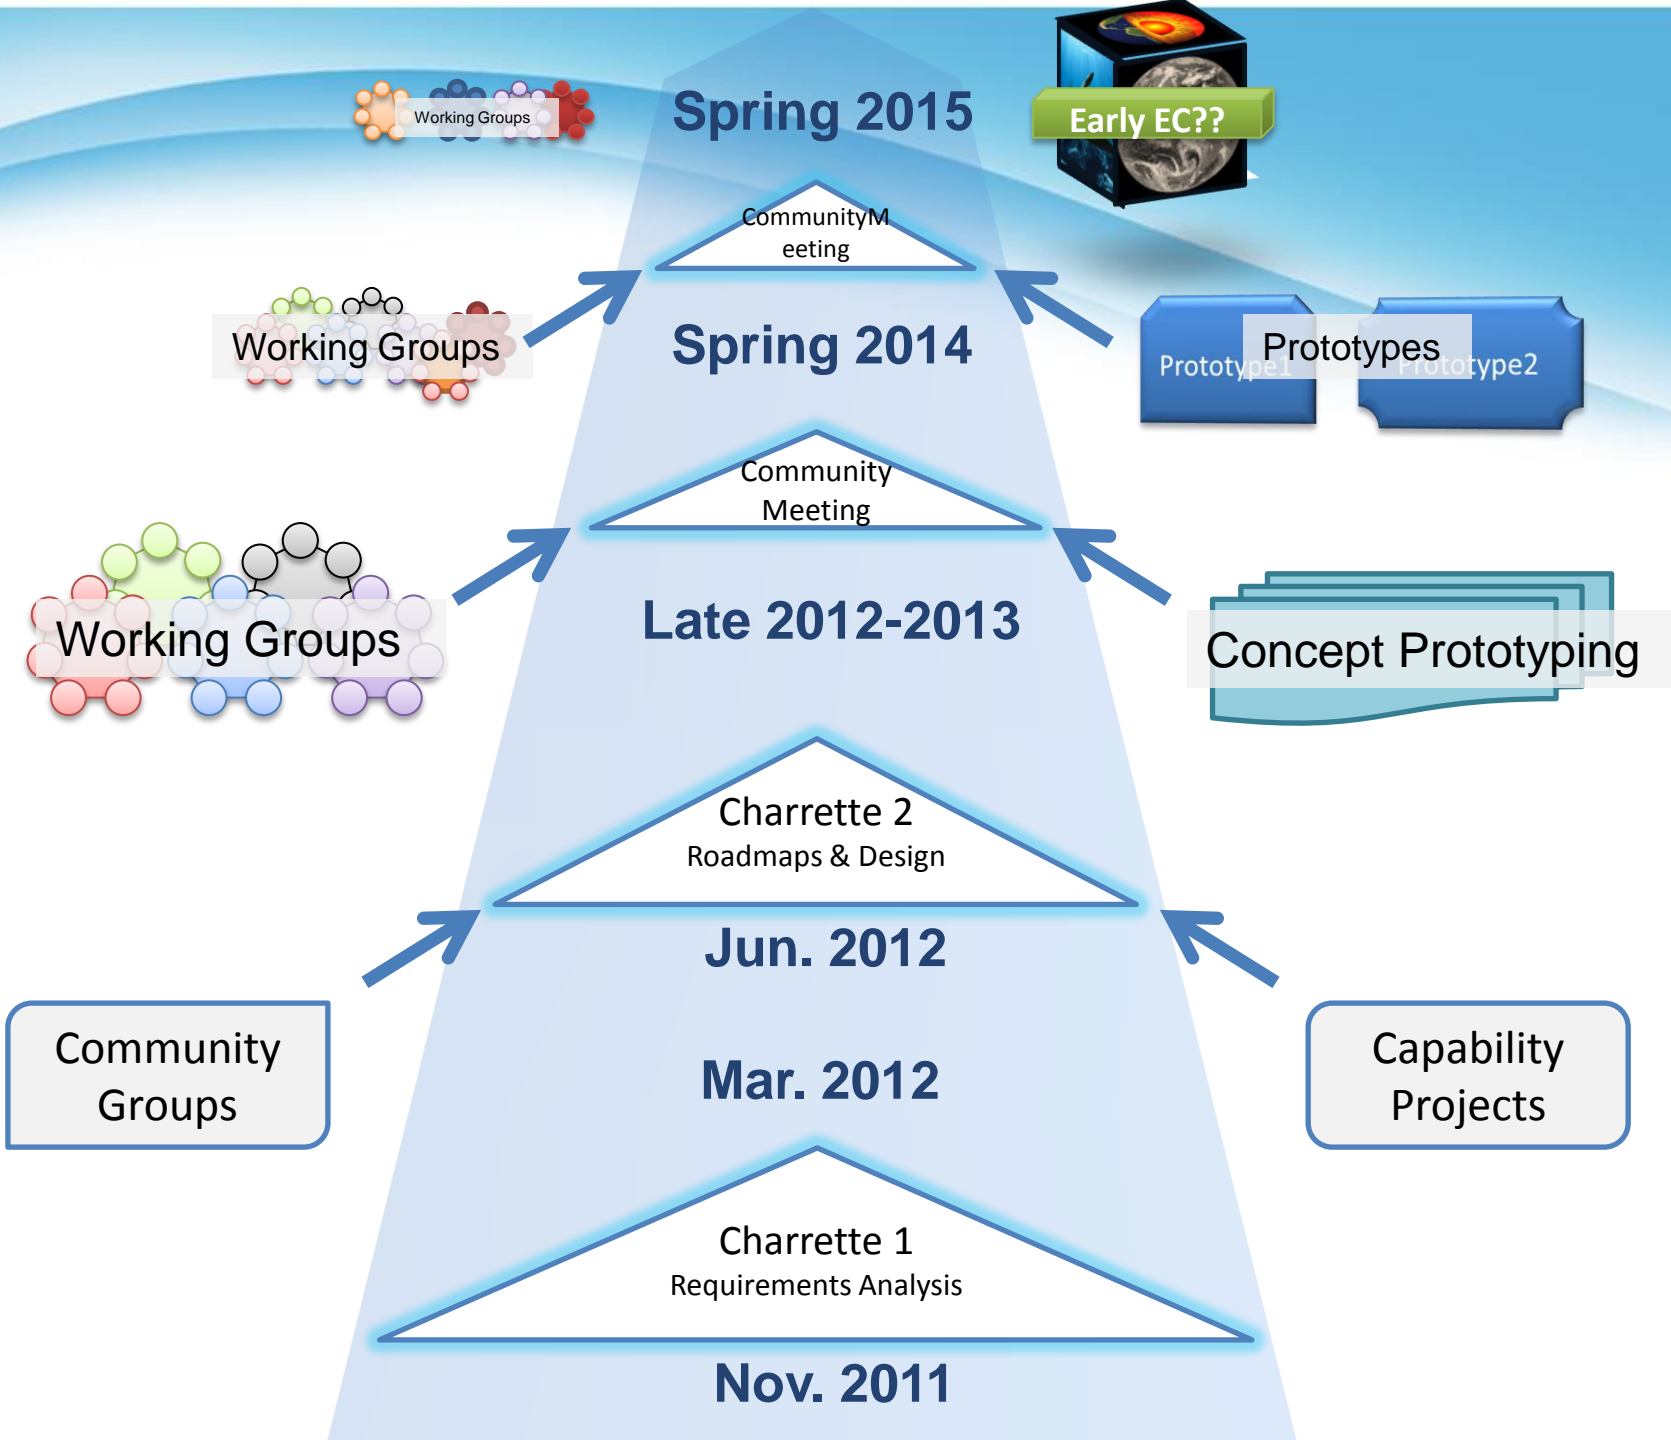 Spring 2015
Working Groups
Early EC??
CommunityM
eeting
Working Groups
Spring 2014
Prototypes
Prototype1
Prototype2
Community
Meeting
Working Groups
Late 2012-2013
Concept Prototyping
Charrette 2
Roadmaps & Design
Jun. 2012
Community
Groups
Capability
Projects
Mar. 2012
Charrette 1
Requirements Analysis
Nov. 2011